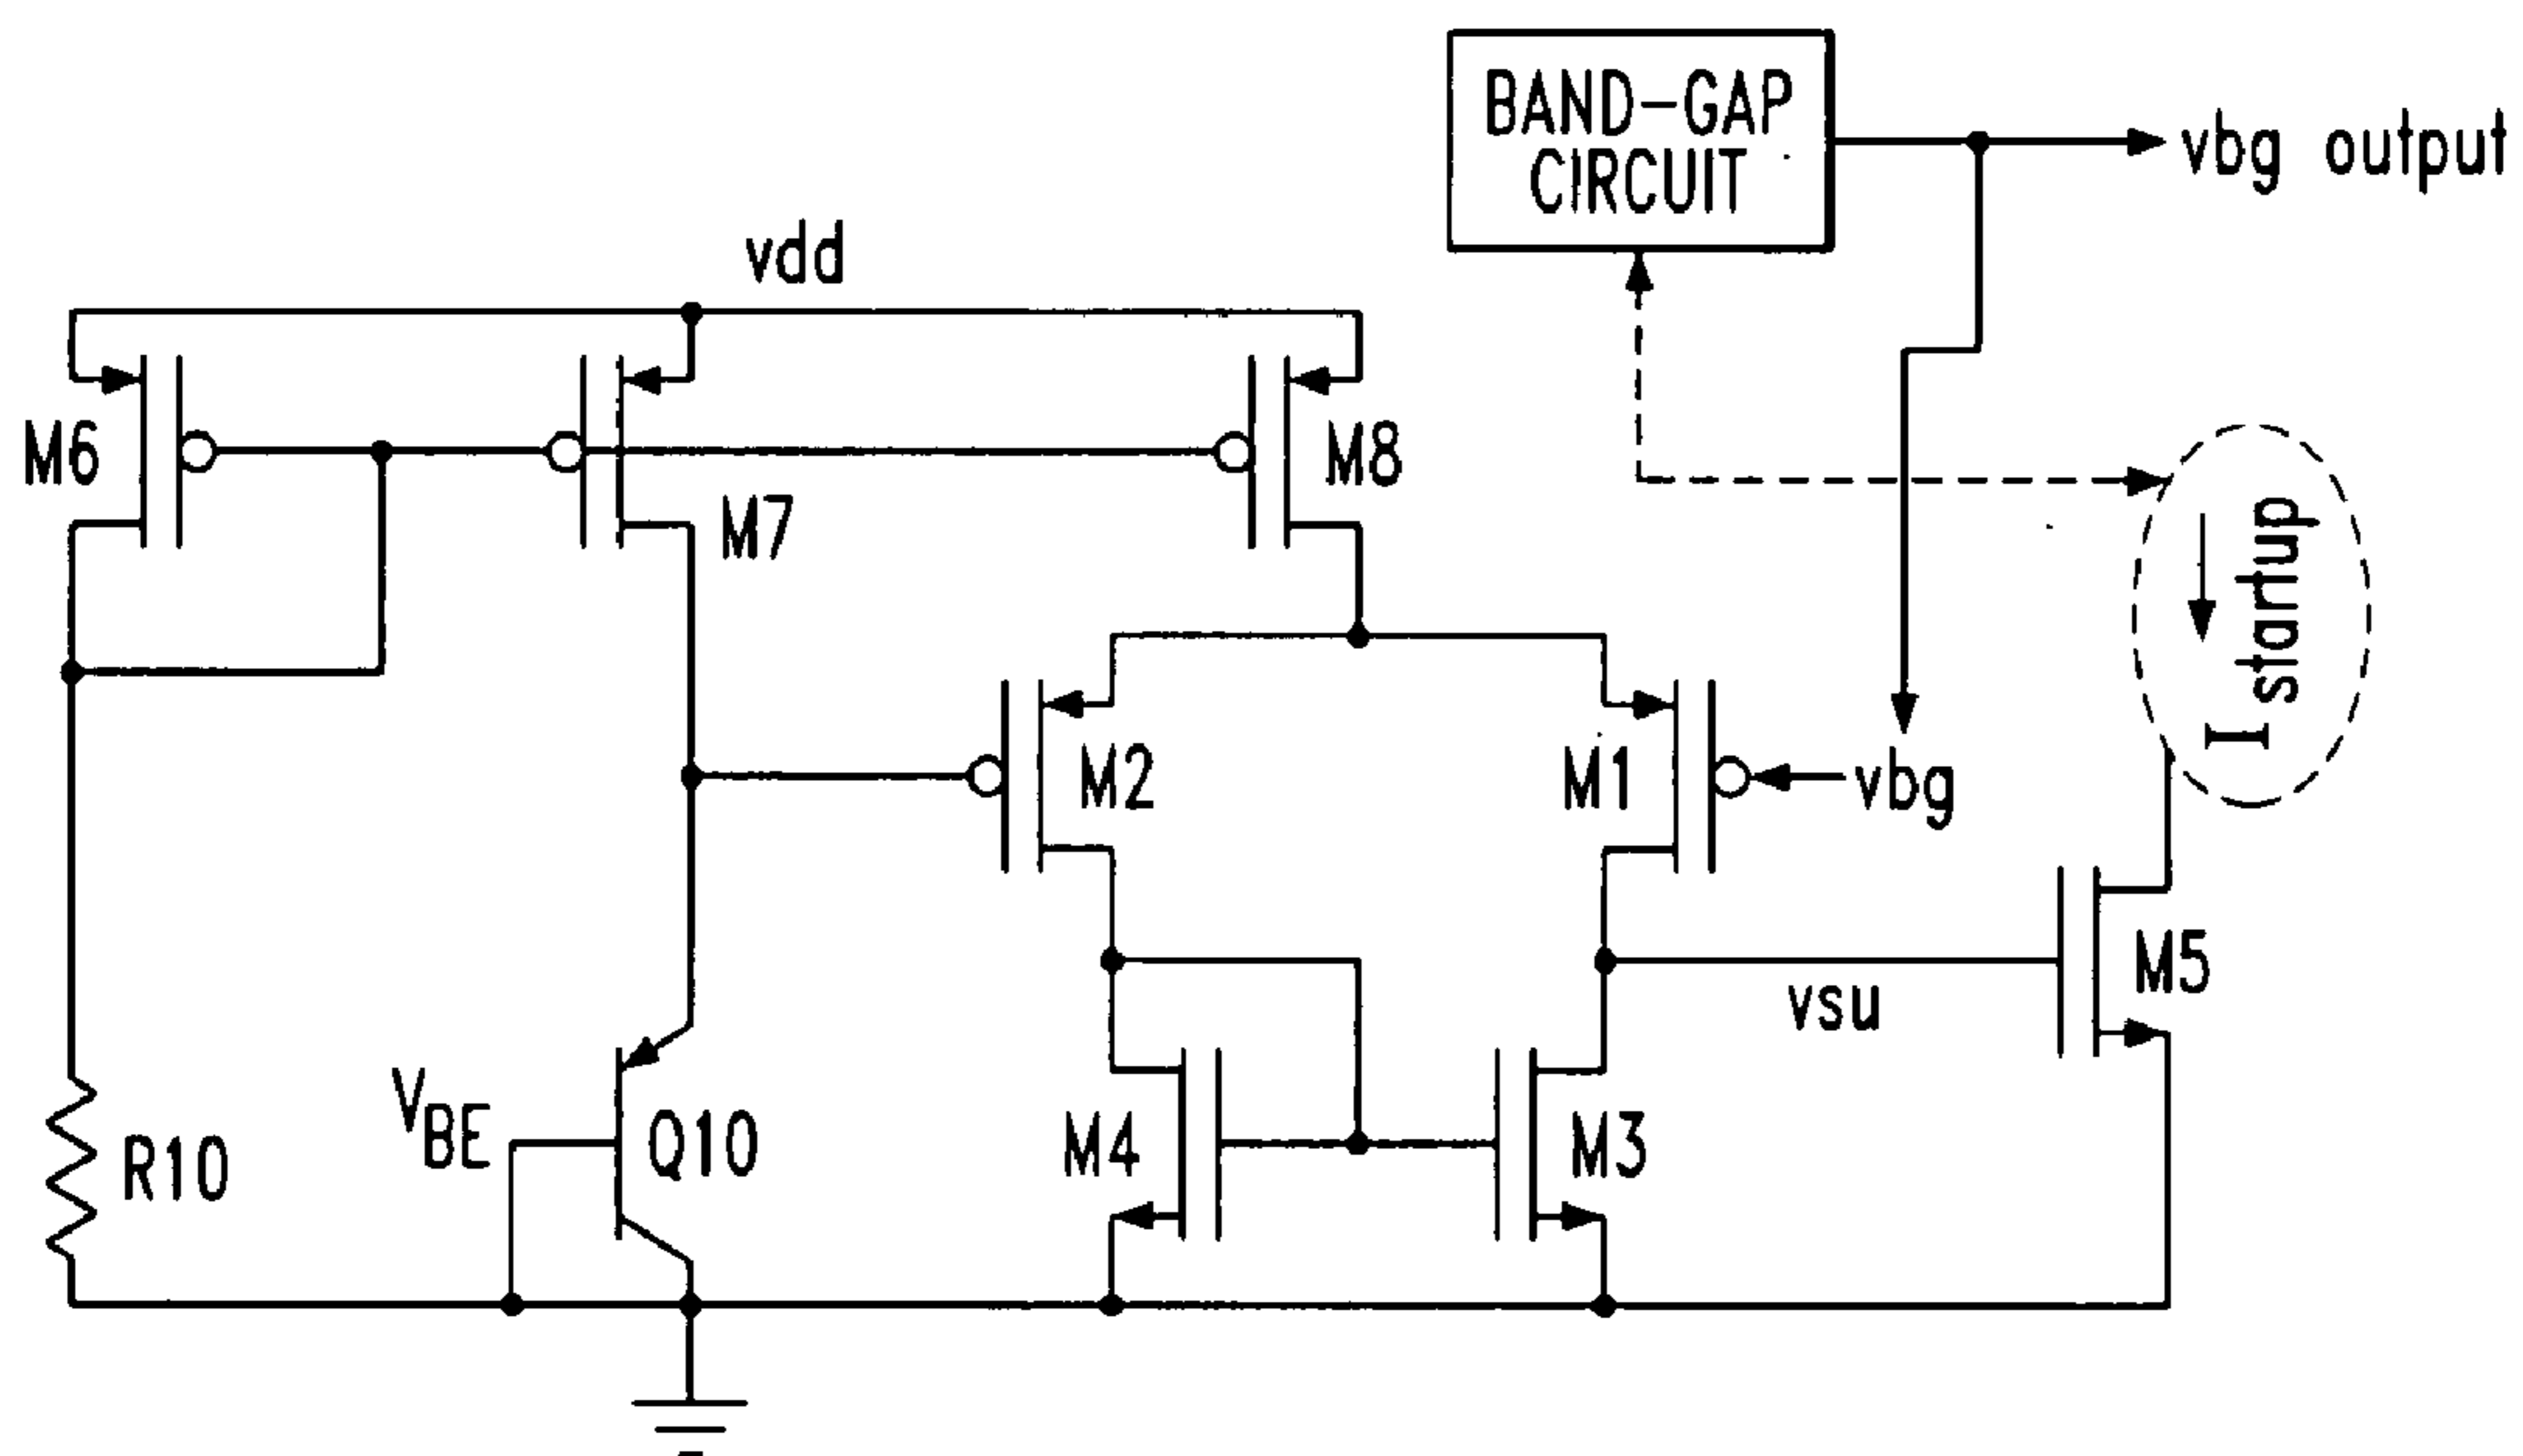 BAND-GAP
CIRCUIT
vbg output
vdd
M6
M7
M8
I startup
M2
M1
vbg
M5
vsu
VBE
Q10
R10
M4
M3